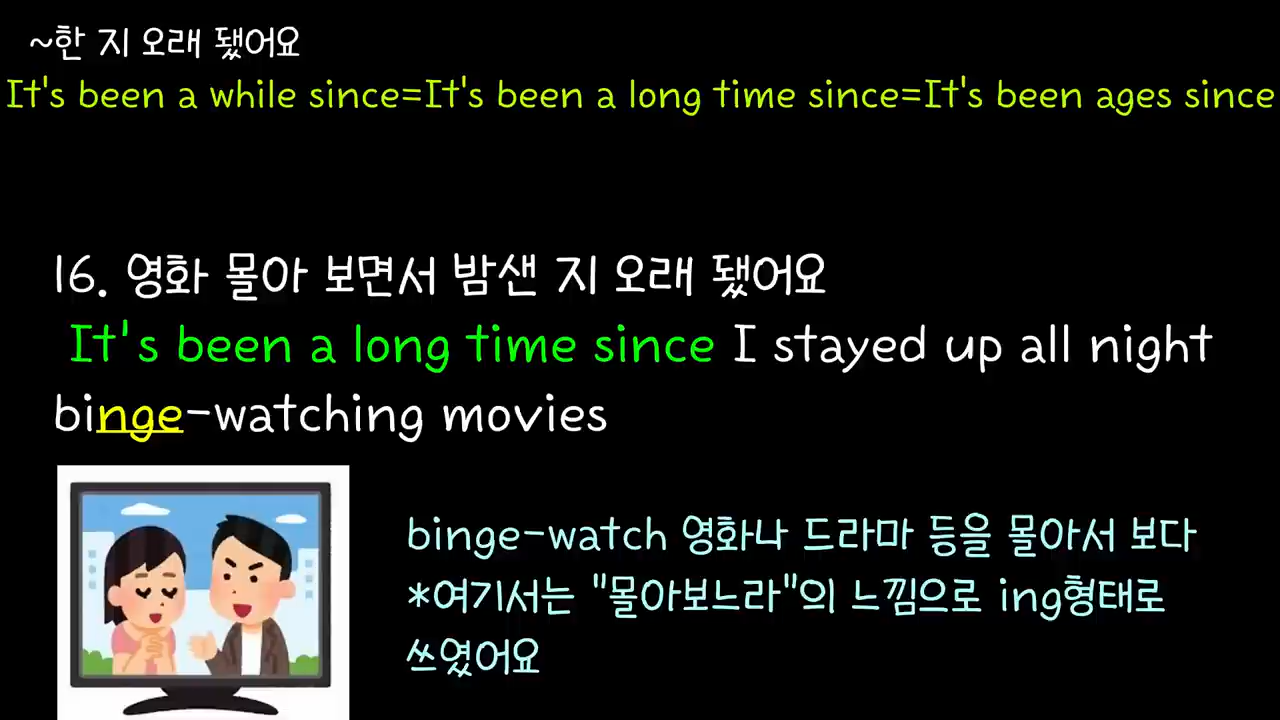 ~한 지 오래 됐어요
It's been a while since=It's been a long time since=It's been ages since
16. 영화 몰아 보면서 밤샌 지 오래 됐어요
It's been a long time since I stayed up all night
binge-watching movies
binge-watch 영화나 드라마 등을 몰아서 보다
*여기서는 "몰아보느라"의 느낌으로 ing형태로
쓰였어요